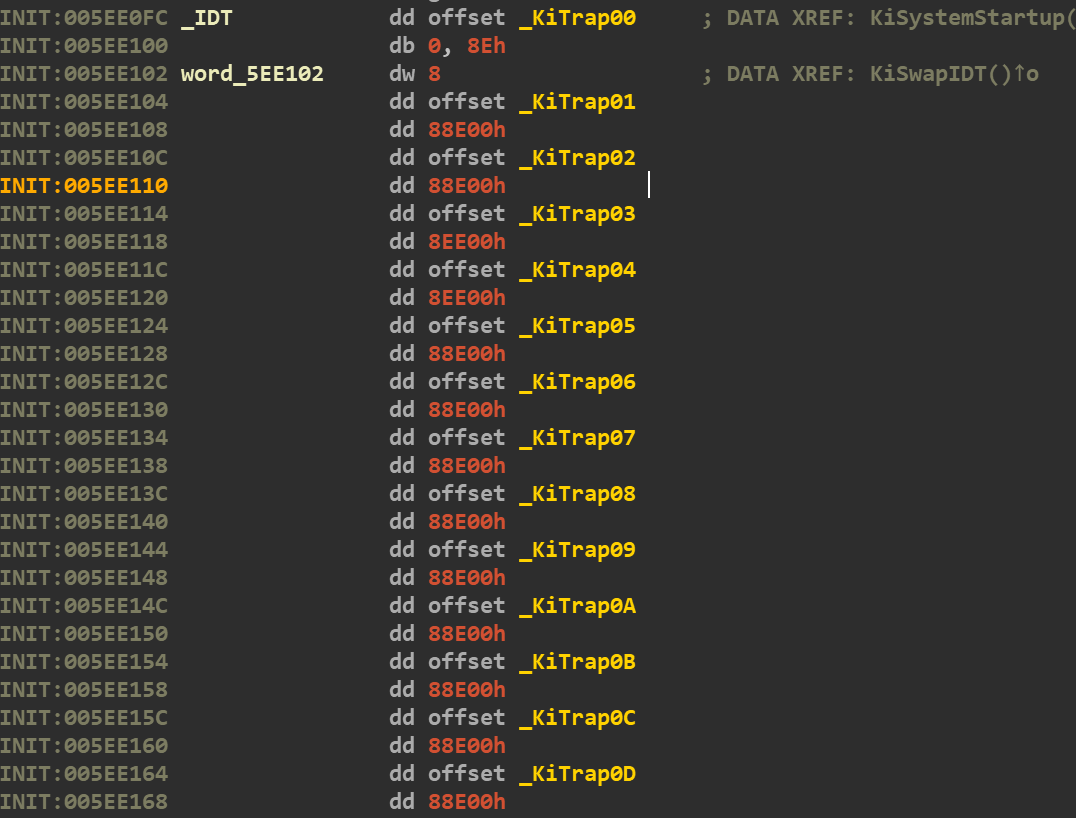 INIT:005EE0FC _IDT dd offset _KiTrap00 ; DATA XREF: KiSystemStartup(
INIT:005EE100 db 0, 8Eh
INIT:005EE102 word_5EE102 dw 8 ; DATA XREF: KiSwapIDT()↑o
INIT:005EE104 dd offset _KiTrap01
INIT:005EE108 dd 88E00h
INIT:005EE10C dd offset _KiTrap02
INIT:005EE110 dd 88E00h
INIT:005EE114 dd offset _KiTrap03
INIT:005EE118 dd 8EE00h
INIT:005EE11C dd offset _KiTrap04
INIT:005EE120 dd 8EE00h
INIT:005EE124 dd offset _KiTrap05
INIT:005EE128 dd 88E00h
INIT:005EE12C dd offset _KiTrap06
INIT:005EE130 dd 88E00h
INIT:005EE134 dd offset _KiTrap07
INIT:005EE138 dd 88E00h
INIT:005EE13C dd offset _KiTrap08
INIT:005EE140 dd 88E00h
INIT:005EE144 dd offset _KiTrap09
INIT:005EE148 dd 88E00h
INIT:005EE14C dd offset _KiTrap0A
INIT:005EE150 dd 88E00h
INIT:005EE154 dd offset _KiTrap0B
INIT:005EE158 dd 88E00h
INIT:005EE15C dd offset _KiTrap0C
INIT:005EE160 dd 88E00h
INIT:005EE164 dd offset _KiTrap0D
INIT:005EE168 dd 88E00h